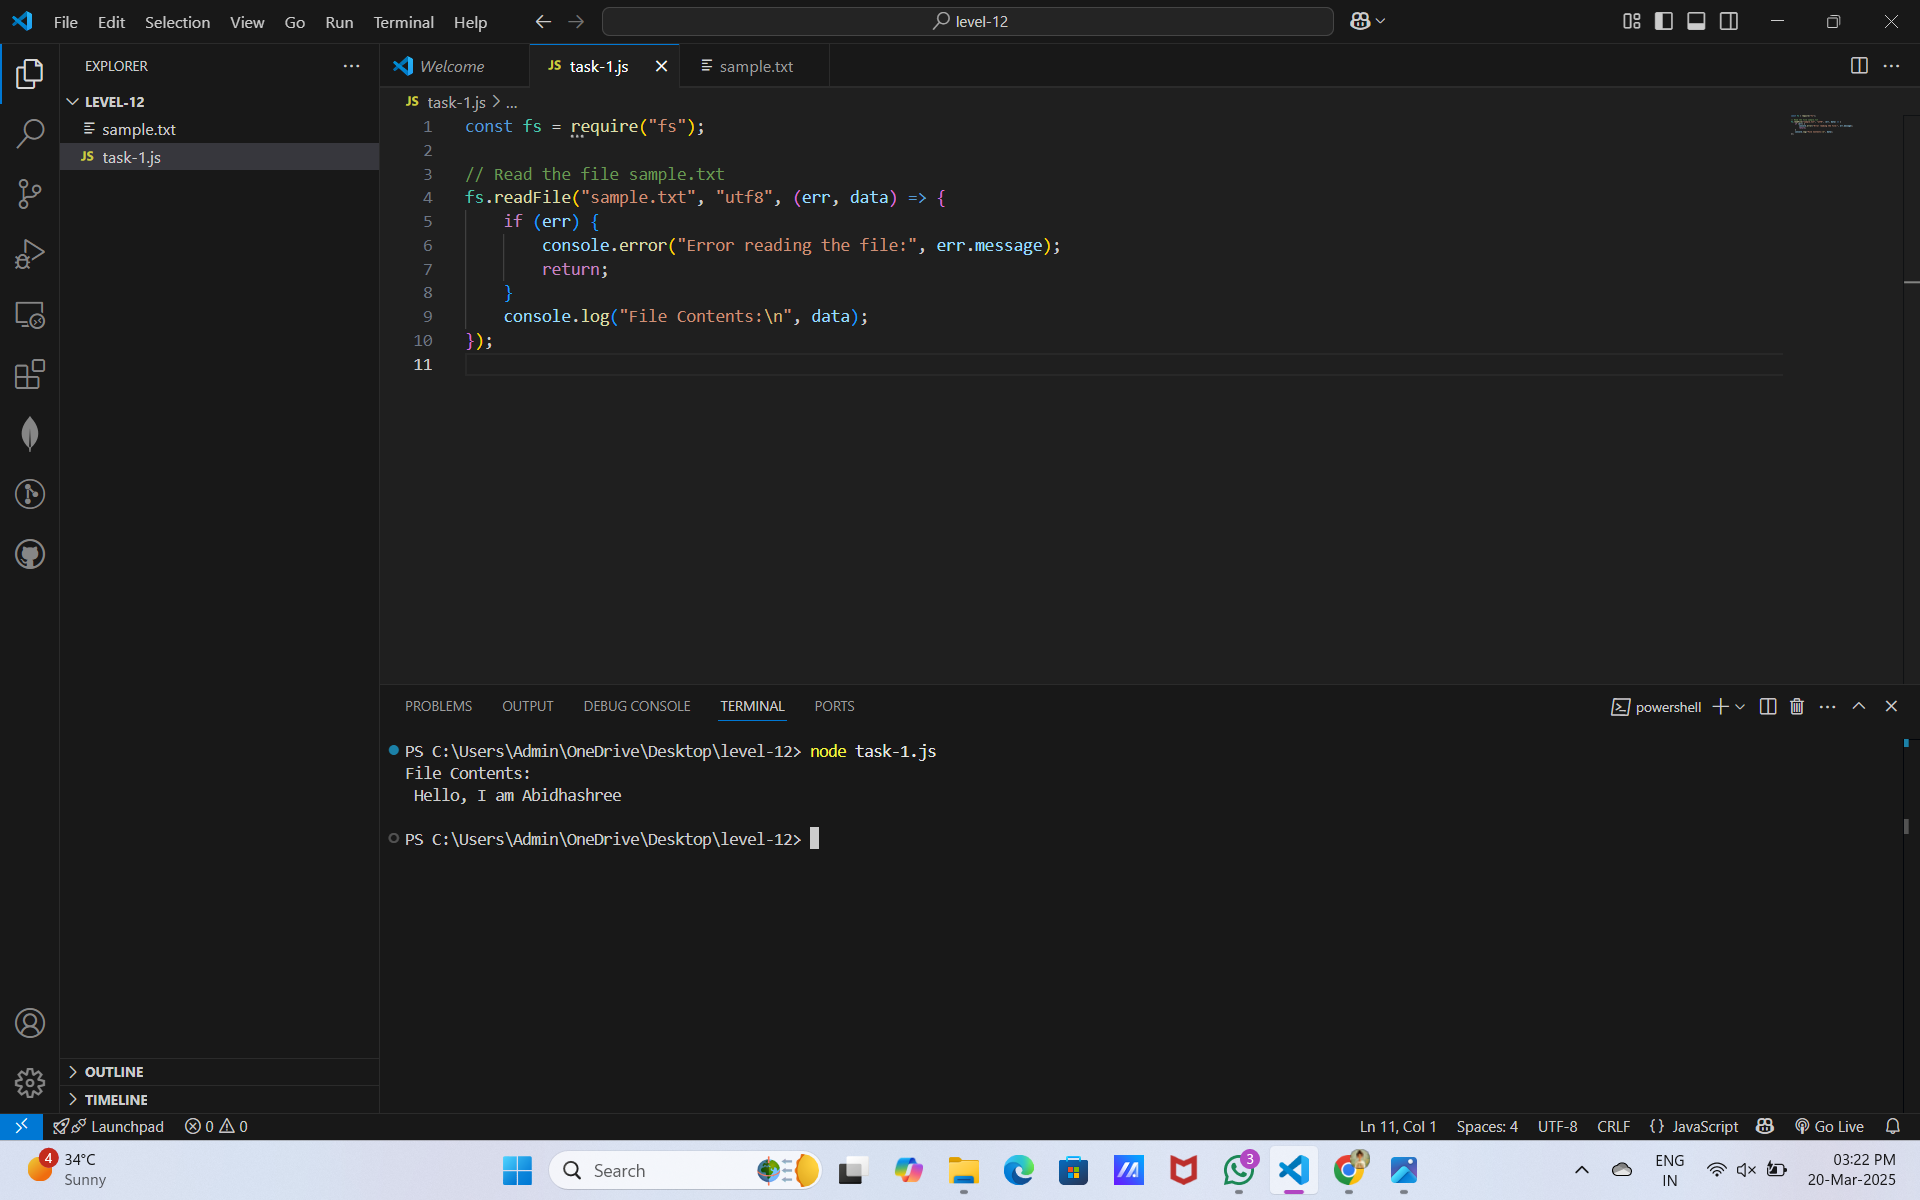 File Edit Selection View Go Run Terminal Help level-12
EXPLORER
LEVEL-12
sample.txt
JS task-1.js
Welcome
JS task-1.js
sample.txt
JS task-1.js > ...
1 const fs = require("fs");
2
3 // Read the file sample.txt
4 fs.readFile("sample.txt", "utf8", (err, data) => {
5 if (err) {
6 console.error("Error reading the file:", err.message);
7 return;
8 }
9 console.log("File Contents:\n", data);
10 });
11
PROBLEMS OUTPUT DEBUG CONSOLE TERMINAL PORTS
powershell
PS C:\Users\Admin\OneDrive\Desktop\level-12> node task-1.js
File Contents:
Hello, I am Abidhashree
PS C:\Users\Admin\OneDrive\Desktop\level-12>
OUTLINE
TIMELINE
Launchpad 0 0 Ln 11, Col 1 Spaces: 4 UTF-8 CRLF {} JavaScript Go Live
4
34°C
Sunny
Search
3
ENG
IN
03:22 PM
20-Mar-2025